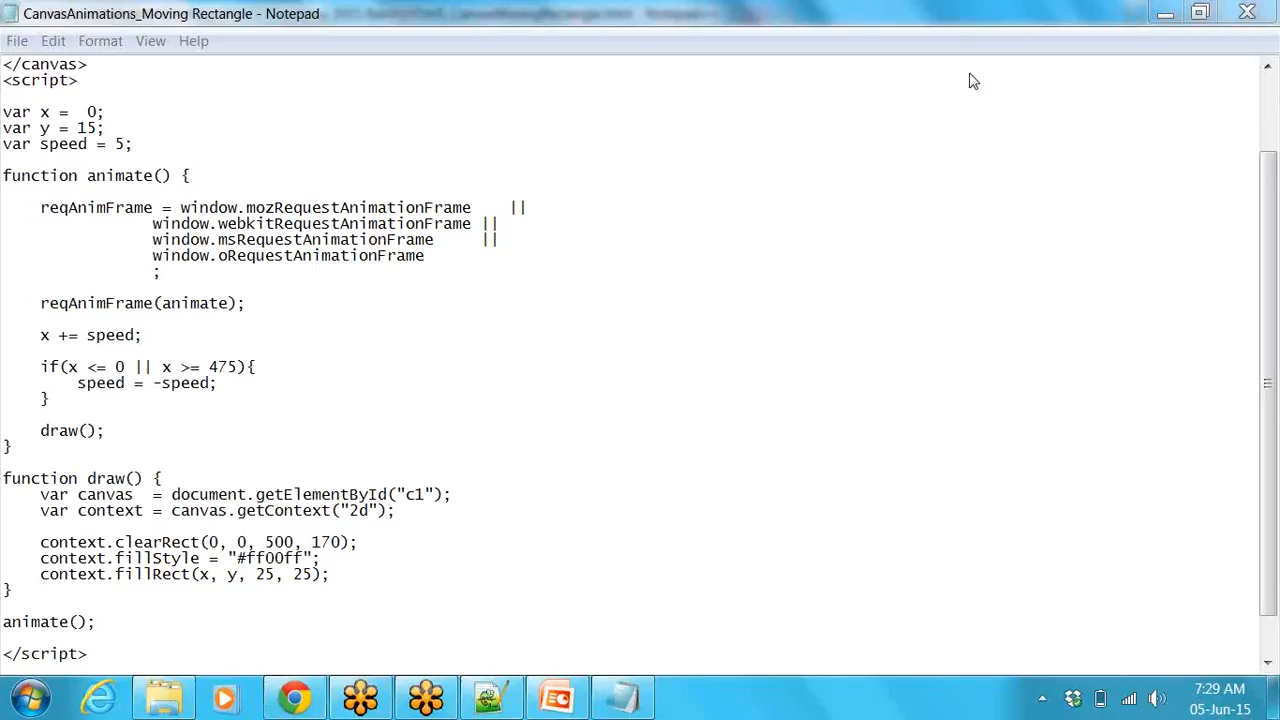 CanvasAnimations_Moving Rectangle - Notepad
File Edit Format View Help
</canvas>
<script>
var x =  0;
var y = 15;
var speed = 5;
function animate() {
    reqAnimFrame = window.mozRequestAnimationFrame    ||
                window.webkitRequestAnimationFrame ||
                window.msRequestAnimationFrame     ||
                window.oRequestAnimationFrame
                ;
    reqAnimFrame(animate);
    x += speed;
    if(x <= 0 || x >= 475){
        speed = -speed;
    }
    draw();
}
function draw() {
    var canvas  = document.getElementById("c1");
    var context = canvas.getContext("2d");
    context.clearRect(0, 0, 500, 170);
    context.fillStyle = "#ff00ff";
    context.fillRect(x, y, 25, 25);
}
animate();
</script>
7:29 AM
05-Jun-15